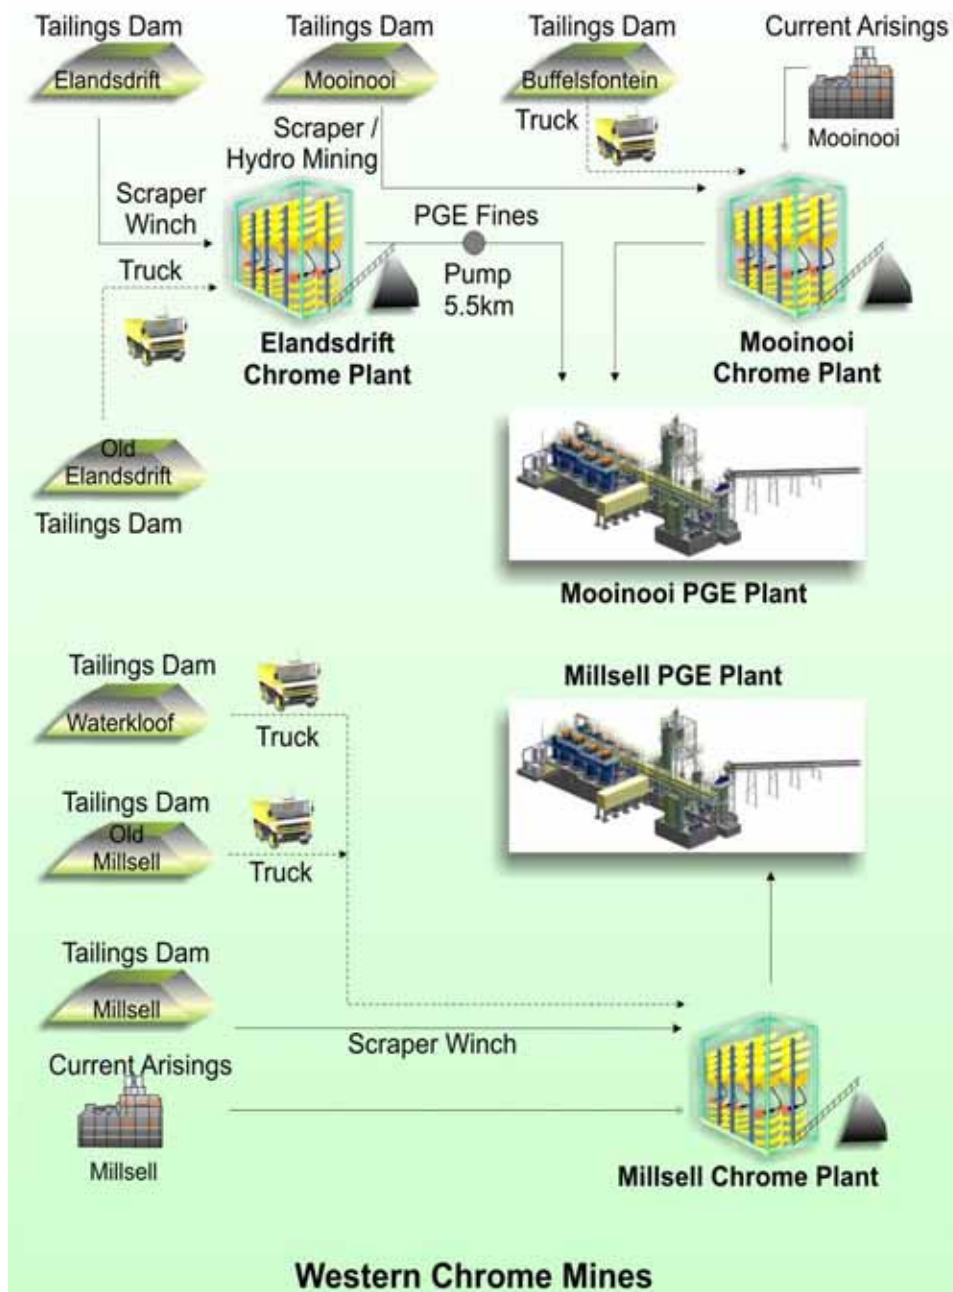 Tailings Dam
Elandsdrift
Tailings Dam
Mooinooi
Tailings Dam
Buffelsfontein
Current Arisings
Mooinooi
Scraper /
Hydro Mining
Truck
Scraper
Winch
Truck
PGE Fines
Pump
5.5km
Elandsdrift
Chrome Plant
Mooinooi
Chrome Plant
Old
Elandsdrift
Tailings Dam
Mooinooi PGE Plant
Tailings Dam
Waterkloof
Truck
Millsell PGE Plant
Tailings Dam
Old
Millsell
Truck
Tailings Dam
Millsell
Scraper Winch
Current Arisings
Millsell
Millsell Chrome Plant
Western Chrome Mines